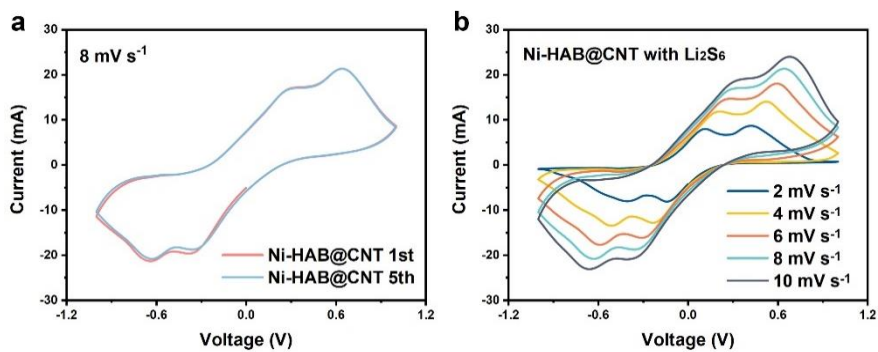 a
8 mV s-1
Ni-HAB@CNT 1st
Ni-HAB@CNT 5th
30
20
10
0
-10
-20
-30
-1.2
-0.6
0.0
0.6
1.2
Current (mA)
Voltage (V)
b
Ni-HAB@CNT with Li2S6
2 mV s-1
4 mV s-1
6 mV s-1
8 mV s-1
10 mV s-1
30
20
10
0
-10
-20
-30
-1.2
-0.6
0.0
0.6
1.2
Current (mA)
Voltage (V)